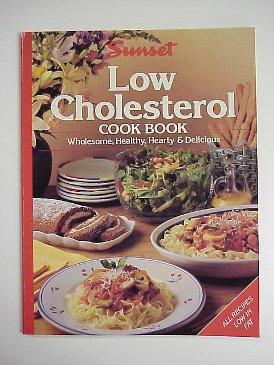 Sunset
Low
Cholesterol
COOK BOOK
Wholesome, Healthy, Hearty & Delicious
ALL RECIPES
LOW IN
FAT